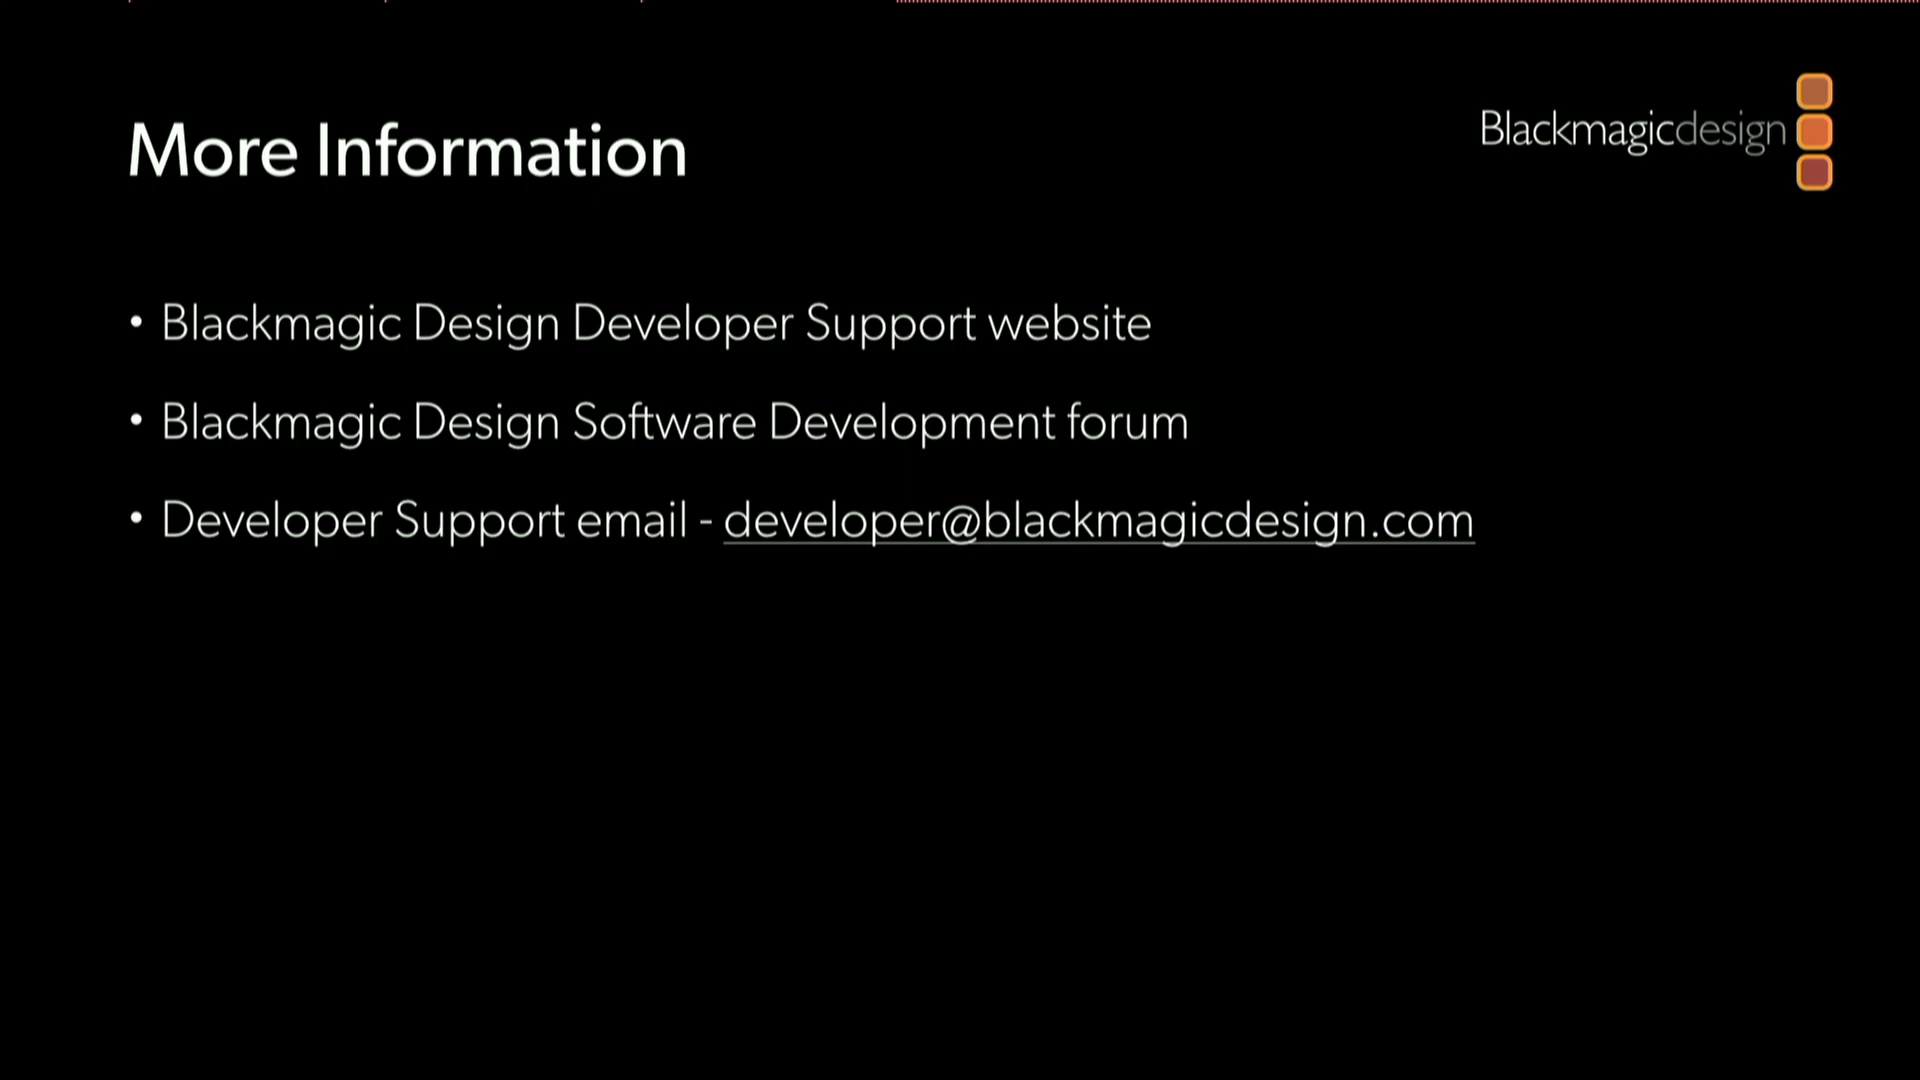 More Information
Blackmagicdesign
• Blackmagic Design Developer Support website
• Blackmagic Design Software Development forum
• Developer Support email - developer@blackmagicdesign.com